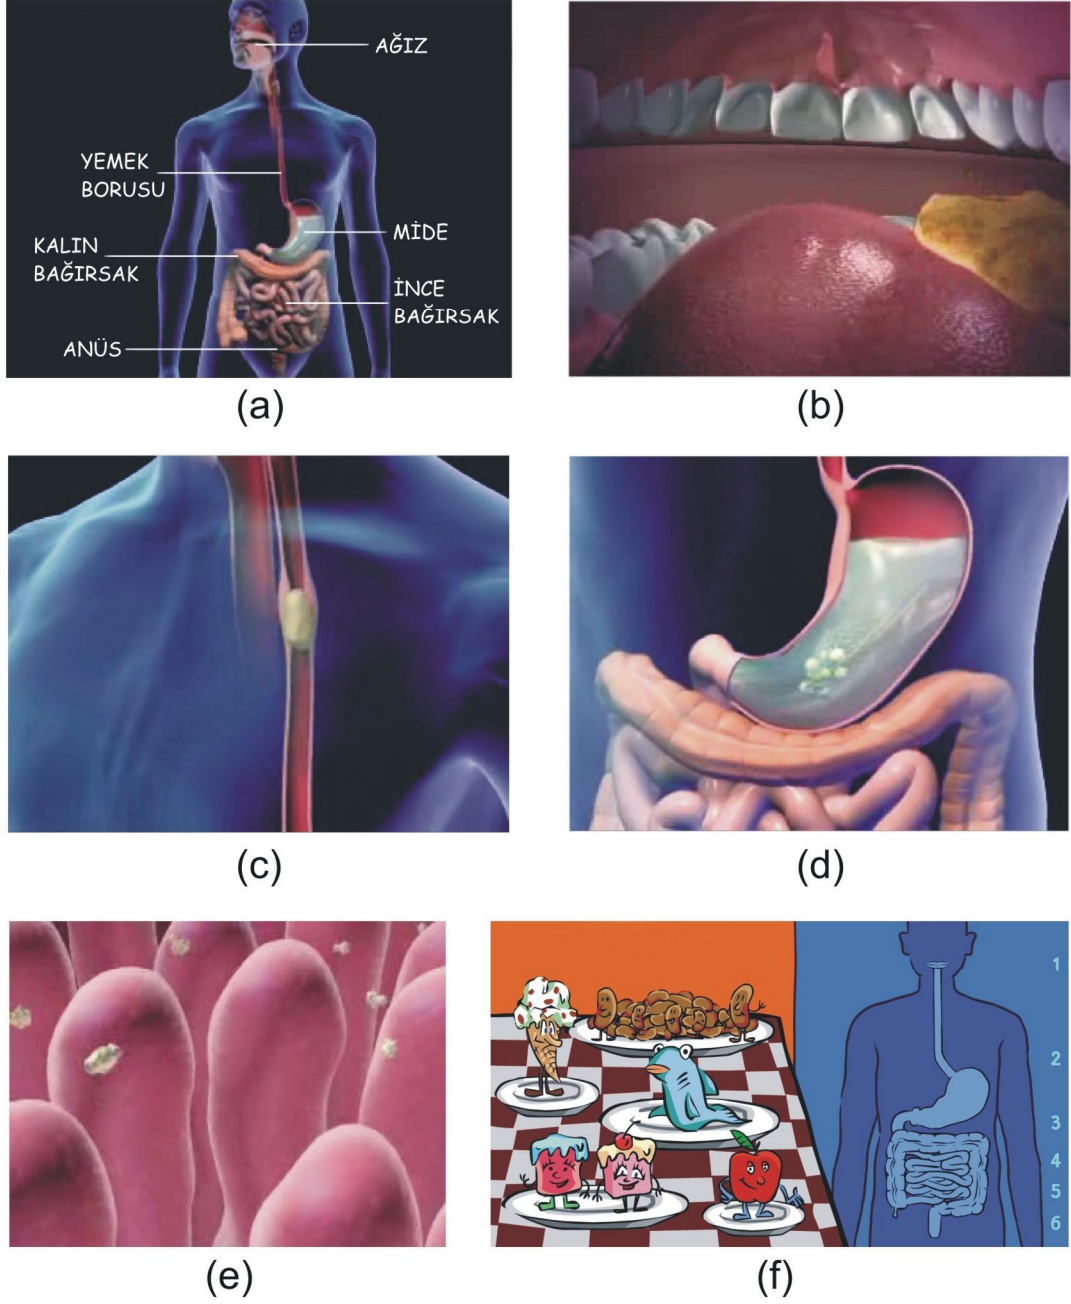 AĞIZ
YEMEK
BORUSU
MİDE
KALIN
BAĞIRSAK
İNCE
BAĞIRSAK
ANÜS
(a)
(b)
(c)
(d)
1
2
3
4
5
6
(e)
(f)